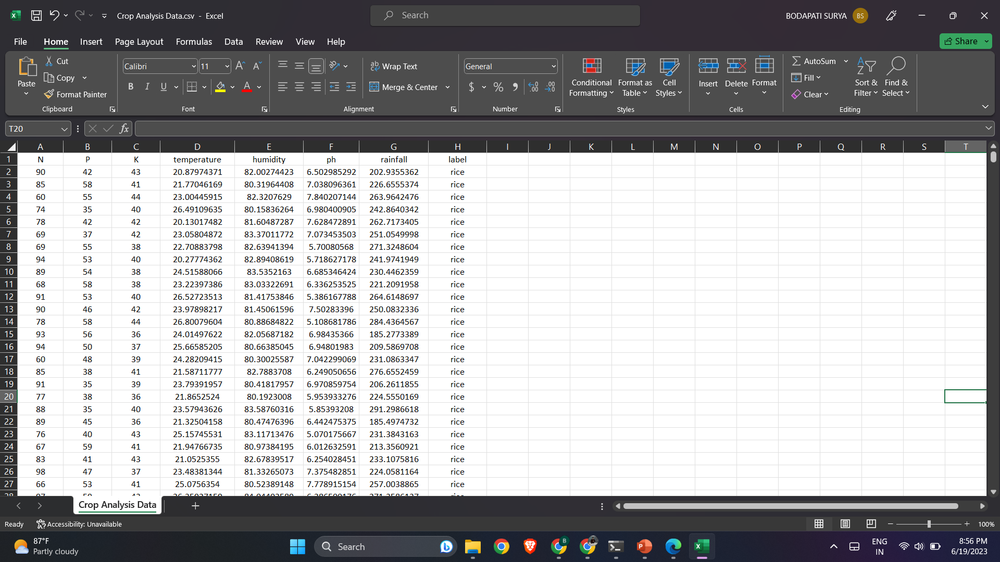 Crop Analysis Data.csv - Excel
Search
BODAPATI SURYA BS
File Home Insert Page Layout Formulas Data Review View Help Share
Paste
Cut
Copy
Format Painter
Clipboard
Calibri 11
B I U A
Font
Wrap Text
Merge & Center
Alignment
General
$ % , .00
Number
Conditional Formatting
Format as Table
Cell Styles
Styles
Insert Delete Format
Cells
AutoSum
Fill
Clear
Sort & Filter
Find & Select
Editing
T20 fx
A B C D E F G H I J K L M N O P Q R S T
1 N P K temperature humidity ph rainfall label
2 90 42 43 20.87974371 82.00274423 6.502985292 202.9355362 rice
3 85 58 41 21.77046169 80.31964408 7.038096361 226.6555374 rice
4 60 55 44 23.00445915 82.3207629 7.840207144 263.9642476 rice
5 74 35 40 26.49109635 80.15836264 6.980400905 242.8640342 rice
6 78 42 42 20.13017482 81.60487287 7.628472891 262.7173405 rice
7 69 37 42 23.05804872 83.37011772 7.073453503 251.0549998 rice
8 69 55 38 22.70883798 82.63941394 5.70080568 271.3248604 rice
9 94 53 40 20.27774362 82.89408619 5.718627178 241.9741949 rice
10 89 54 38 24.51588066 83.5352163 6.685346424 230.4462359 rice
11 68 58 38 23.22397386 83.03322691 6.336253525 221.2091958 rice
12 91 53 40 26.52723513 81.41753846 5.386167788 264.6148697 rice
13 90 46 42 23.97898217 81.45061596 7.50283396 250.0832336 rice
14 78 58 44 26.80079604 80.88684822 5.108681786 284.4364567 rice
15 93 56 36 24.01497622 82.05687182 6.98435366 185.2773389 rice
16 94 50 37 25.66585205 80.66385045 6.94801983 209.5869708 rice
17 60 48 39 24.28209415 80.30025587 7.042299069 231.0863347 rice
18 85 38 41 21.58711777 82.7883708 6.249050656 276.6552459 rice
19 91 35 39 23.79391957 80.41817957 6.970859754 206.2611855 rice
20 77 38 36 21.8652524 80.1923008 5.953933276 224.5550169 rice
21 88 35 40 23.57943626 83.58760316 5.85393208 291.2986618 rice
22 89 45 36 21.32504158 80.47476396 6.442475375 185.4974732 rice
23 76 40 43 25.15745531 83.11713476 5.070175667 231.3843163 rice
24 67 59 41 21.94766735 80.97384195 6.012632591 213.3560921 rice
25 83 41 43 21.0525355 82.67839517 6.254028451 233.1075816 rice
26 98 47 37 23.48381344 81.33265073 7.375482851 224.0581164 rice
27 66 53 41 25.0756354 80.52389148 7.778915154 257.0038865 rice
Crop Analysis Data
Ready Accessibility: Unavailable 100%
87°F
Partly cloudy
Search
ENG
IN
8:56 PM
6/19/2023